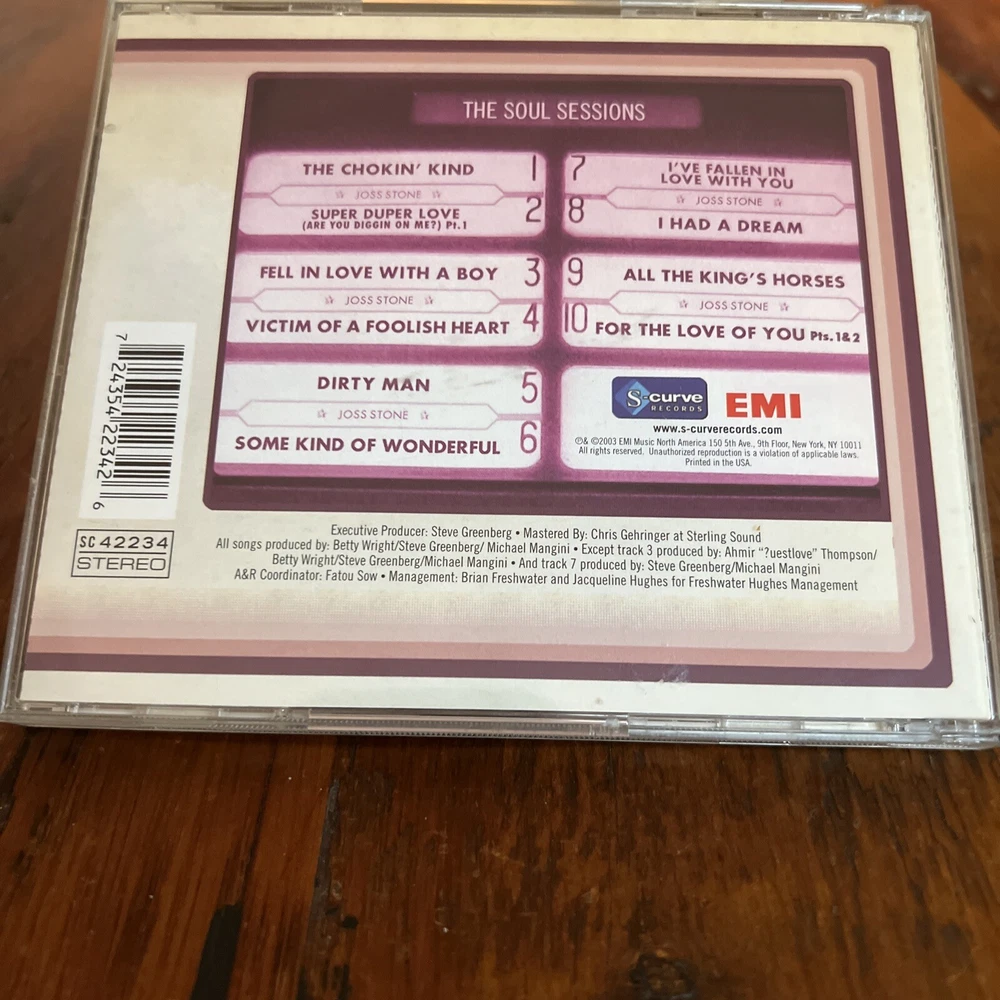 THE SOUL SESSIONS
THE CHOKIN' KIND 1
☆ JOSS STONE ☆
SUPER DUPER LOVE 2
(ARE YOU DIGGIN ON ME?) Pt.1
FELL IN LOVE WITH A BOY 3
☆ JOSS STONE ☆
VICTIM OF A FOOLISH HEART 4
DIRTY MAN 5
☆ JOSS STONE ☆
SOME KIND OF WONDERFUL 6
7 I'VE FALLEN IN
LOVE WITH YOU
☆ JOSS STONE ☆
8 I HAD A DREAM
9 ALL THE KING'S HORSES
☆ JOSS STONE ☆
10 FOR THE LOVE OF YOU Pts.1&2
S-curve
RECORDS
EMI
www.s-curverecords.com
℗& ©2003 EMI Music North America 150 5th Ave., 9th Floor, New York, NY 10011
All rights reserved. Unauthorized reproduction is a violation of applicable laws.
Printed in the USA.
7 24354 22342 6
SC 42234
STEREO
Executive Producer: Steve Greenberg • Mastered By: Chris Gehringer at Sterling Sound
All songs produced by: Betty Wright/Steve Greenberg/ Michael Mangini • Except track 3 produced by: Ahmir "?uestlove" Thompson/
Betty Wright/Steve Greenberg/Michael Mangini • And track 7 produced by: Steve Greenberg/Michael Mangini
A&R Coordinator: Fatou Sow • Management: Brian Freshwater and Jacqueline Hughes for Freshwater Hughes Management